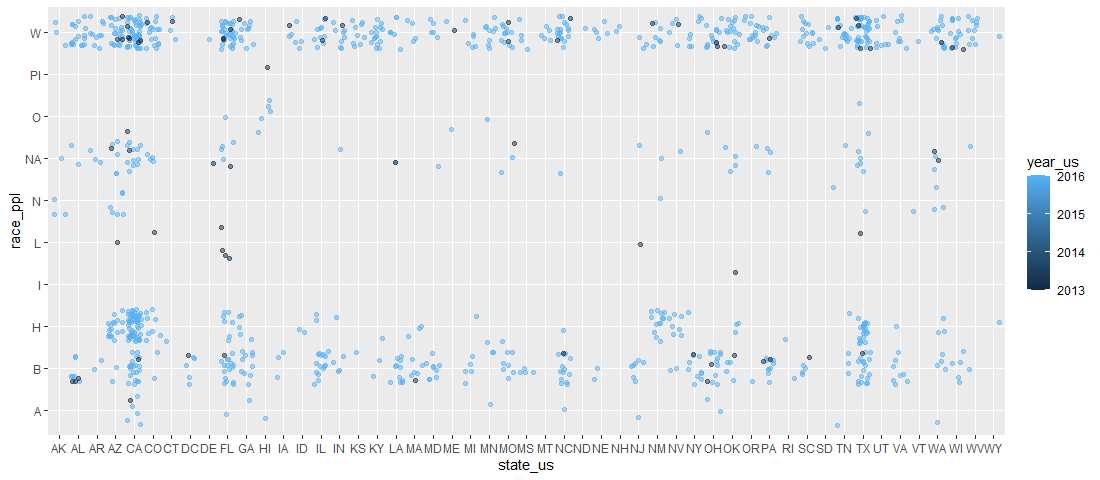 W
PI
O
NA
N
L
I
H
B
A
race_ppl
AK AL AR AZ CA CO CT DC DE FL GA HI IA ID IL IN KS KY LA MA MD ME MI MN MO MS MT NC ND NE NH NJ NM NV NY OH OK OR PA RI SC SD TN TX UT VA VT WA WI WV WY
state_us
year_us
2016
2015
2014
2013